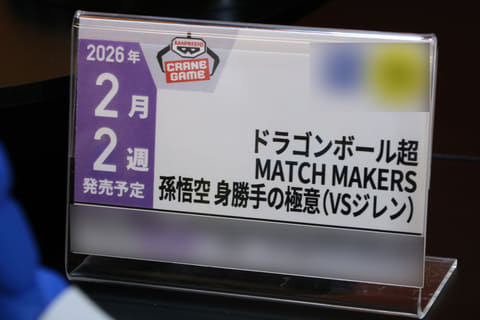 BANPRESTO
CRANE
GAME
2026年
2月
2週
発売予定
ドラゴンボール超
MATCH MAKERS
孫悟空 身勝手の極意(VSジレン)